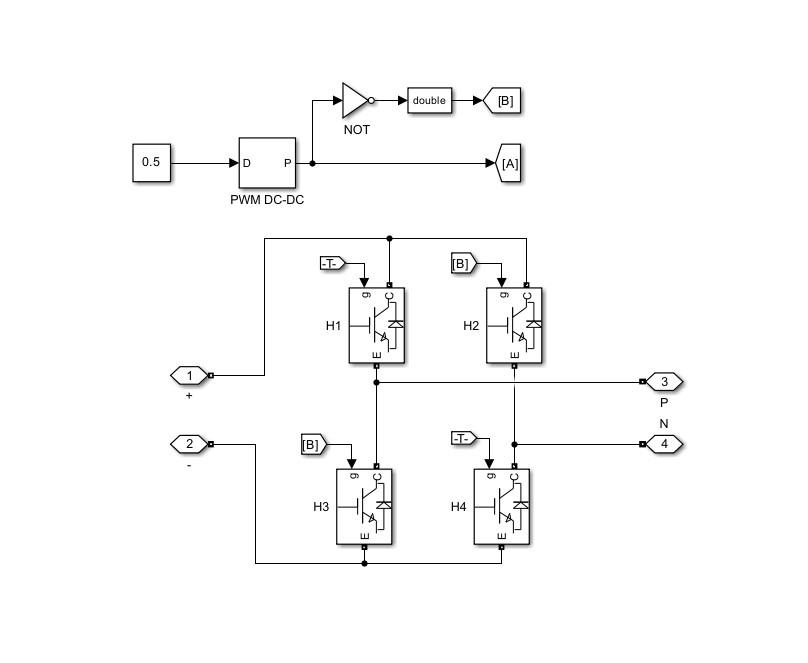 double
[B]
NOT
0.5
D
P
[A]
PWM DC-DC
-T-
[B]
g
C
g
C
H1
H2
E
E
1
+
3
P
N
2
-
4
[B]
-T-
g
C
g
C
H3
H4
E
E